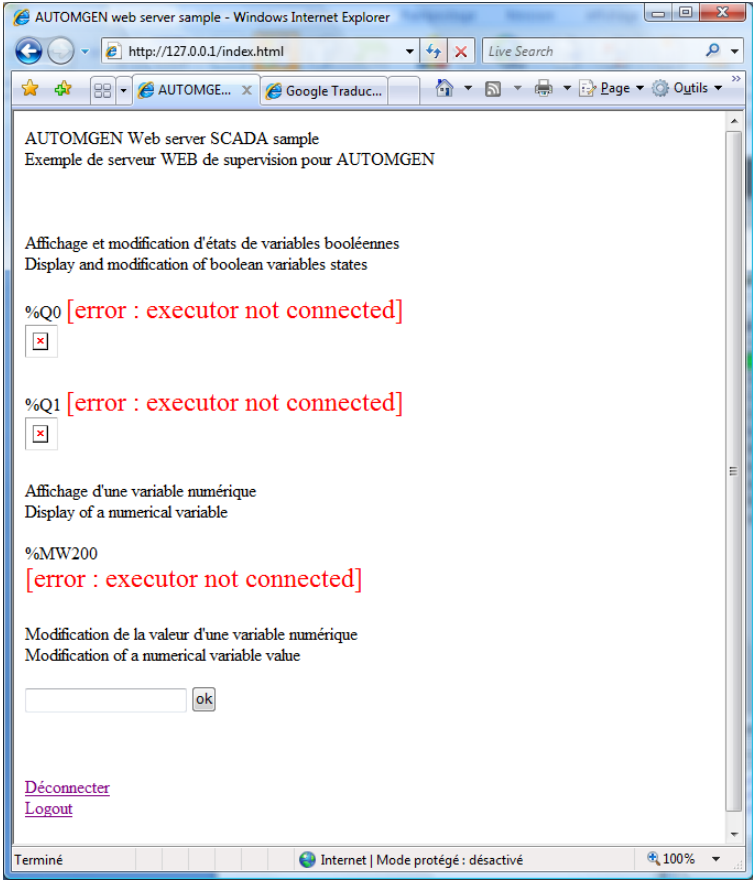 AUTOMGEN web server sample - Windows Internet Explorer
http://127.0.0.1/index.html
Live Search
AUTOMGE... X
Google Traduc...
Page
Outils
AUTOMGEN Web server SCADA sample
Exemple de serveur WEB de supervision pour AUTOMGEN
Affichage et modification d'états de variables booléennes
Display and modification of boolean variables states
%Q0 [error : executor not connected]
%Q1 [error : executor not connected]
Affichage d'une variable numérique
Display of a numerical variable
%MW200
[error : executor not connected]
Modification de la valeur d'une variable numérique
Modification of a numerical variable value
ok
Déconnecter
Logout
Terminé
Internet | Mode protégé : désactivé
100%